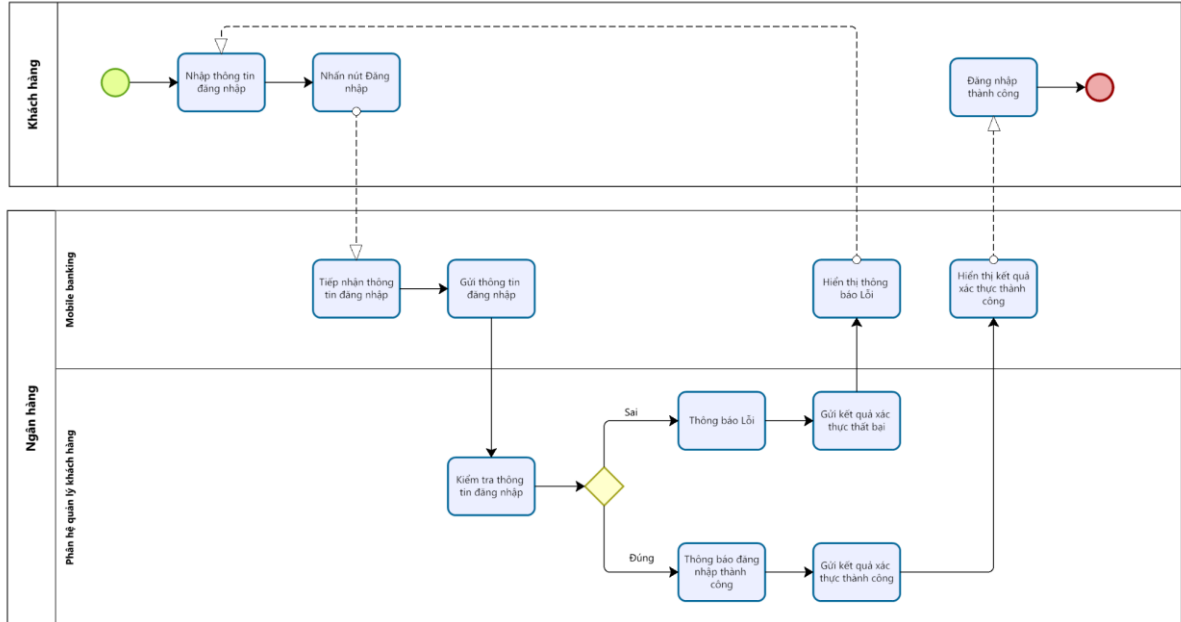 Khách hàng
Nhập thông tin
đăng nhập
Nhấn nút Đăng
nhập
Đăng nhập
thành công
Ngân hàng
Mobile banking
Tiếp nhận thông
tin đăng nhập
Gửi thông tin
đăng nhập
Hiển thị thông
báo Lỗi
Hiển thị kết quả
xác thực thành
công
Phân hệ quản lý khách hàng
Kiểm tra thông
tin đăng nhập
Sai
Thông báo Lỗi
Gửi kết quả xác
thực thất bại
Đúng
Thông báo đăng
nhập thành
công
Gửi kết quả xác
thực thành công